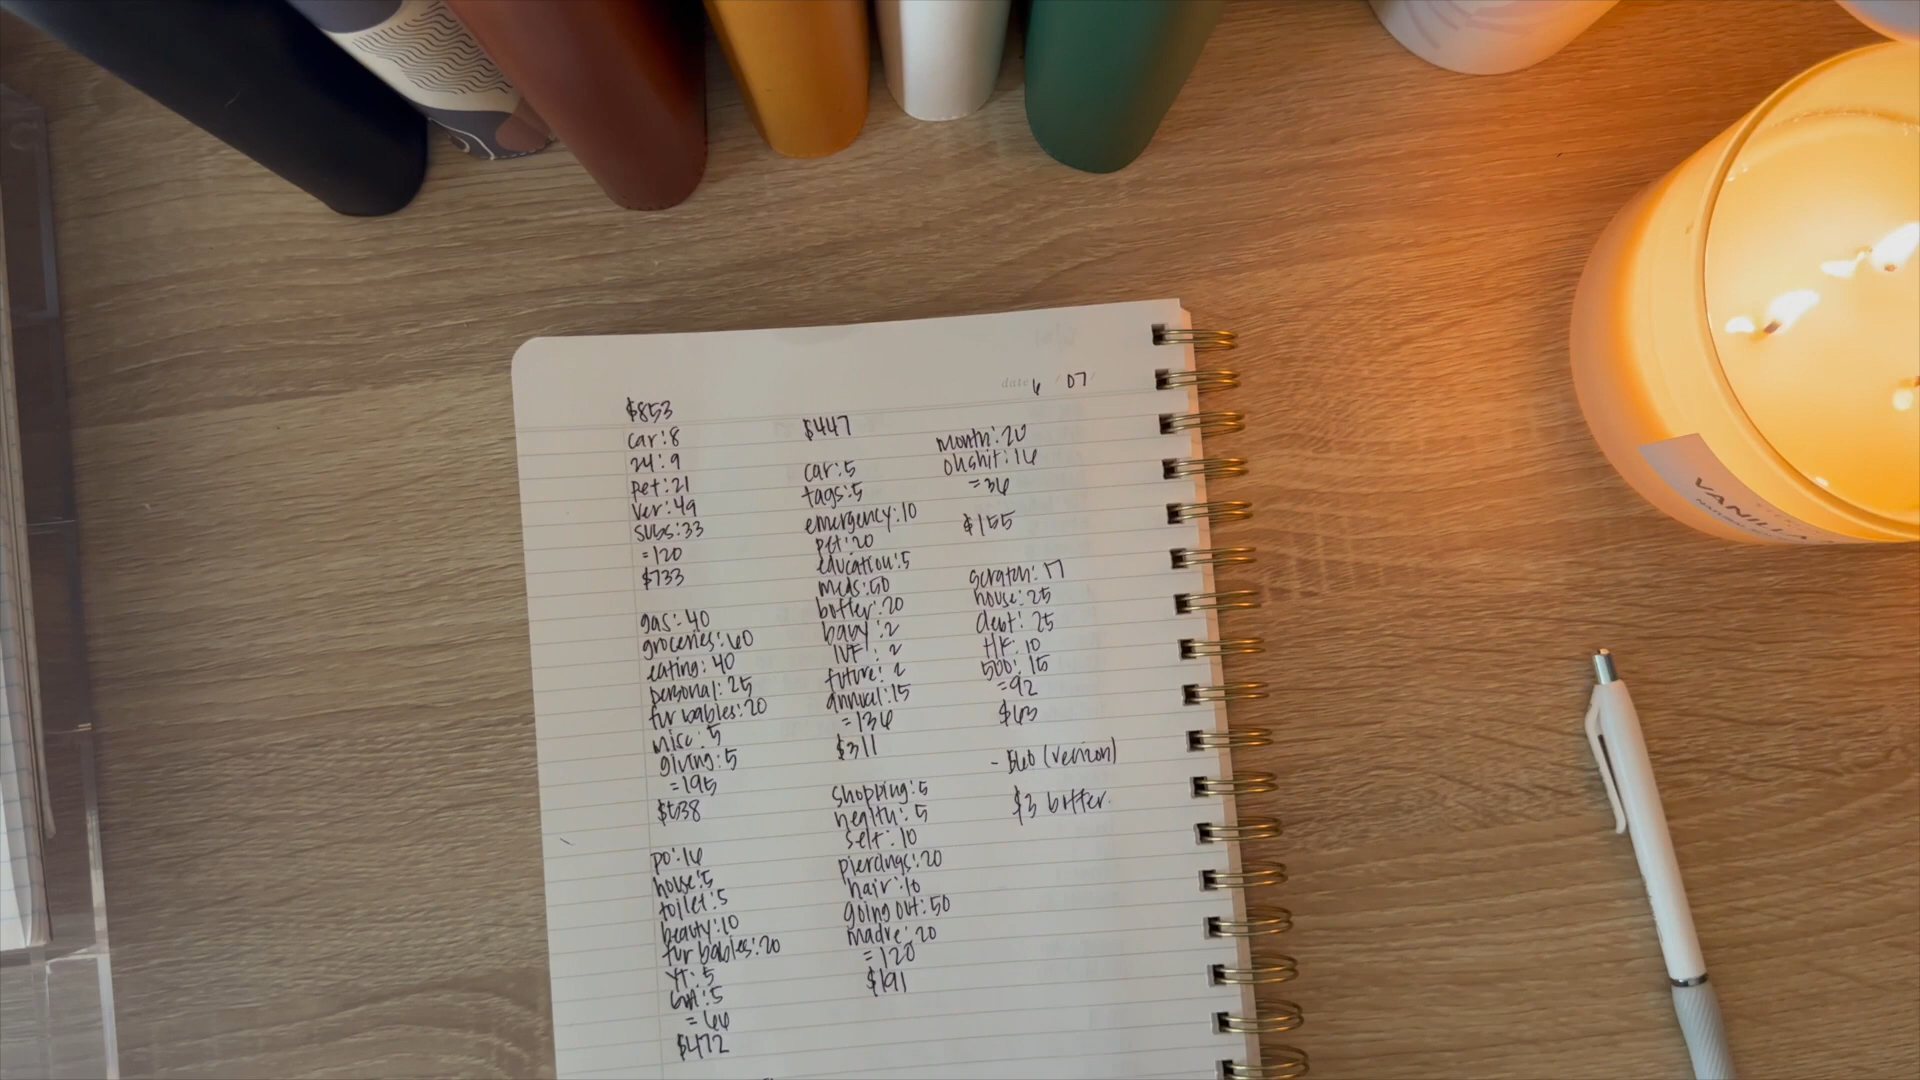 date 6 / 07
$853
car: 8
24: 9
pet: 21
ver: 49
subs: 33
= 120
$733
gas: 40
groceries: 60
eating: 40
personal: 25
fur babies: 20
misc: 5
giving: 5
= 195
$538
po: 16
house: 5
toilet: 5
beauty: 10
fur babies: 20
YT: 5
= 66
$472
$447
car: 5
tags: 5
emergency: 10
pet: 20
education: 5
meds: 50
buffer: 20
baby: 2
IVF: 2
future: 2
annual: 15
= 136
$311
shopping: 5
health: 5
self: 10
piercings: 20
hair: 10
going out: 50
madre: 20
= 120
$191
month: 20
oh shit: 16
= 36
$155
scratch: 17
house: 25
debt: 25
HF: 10
500: 15
= 92
$63
- $60 (verizon)
$3 buffer.
VANILLA